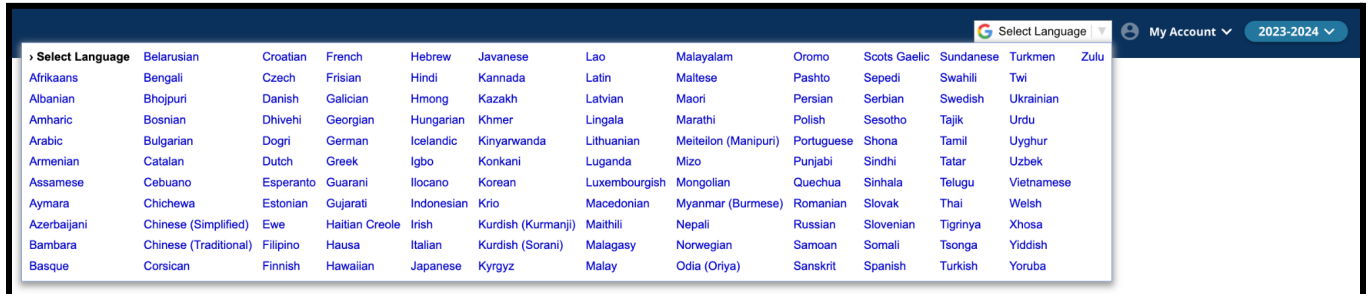 Select Language ▼ My Account 2023-2024
› Select Language Belarusian Croatian French Hebrew Javanese Lao Malayalam Oromo Scots Gaelic Sundanese Turkmen Zulu
Afrikaans Bengali Czech Frisian Hindi Kannada Latin Maltese Pashto Sepedi Swahili Twi
Albanian Bhojpuri Danish Galician Hmong Kazakh Latvian Maori Persian Serbian Swedish Ukrainian
Amharic Bosnian Dhivehi Georgian Hungarian Khmer Lingala Marathi Polish Sesotho Tajik Urdu
Arabic Bulgarian Dogri German Icelandic Kinyarwanda Lithuanian Meiteilon (Manipuri) Portuguese Shona Tamil Uyghur
Armenian Catalan Dutch Greek Igbo Konkani Luganda Mizo Punjabi Sindhi Tatar Uzbek
Assamese Cebuano Esperanto Guarani Ilocano Korean Luxembourgish Mongolian Quechua Sinhala Telugu Vietnamese
Aymara Chichewa Estonian Gujarati Indonesian Krio Macedonian Myanmar (Burmese) Romanian Slovak Thai Welsh
Azerbaijani Chinese (Simplified) Ewe Haitian Creole Irish Kurdish (Kurmanji) Maithili Nepali Russian Slovenian Tigrinya Xhosa
Bambara Chinese (Traditional) Filipino Hausa Italian Kurdish (Sorani) Malagasy Norwegian Samoan Somali Tsonga Yiddish
Basque Corsican Finnish Hawaiian Japanese Kyrgyz Malay Odia (Oriya) Sanskrit Spanish Turkish Yoruba